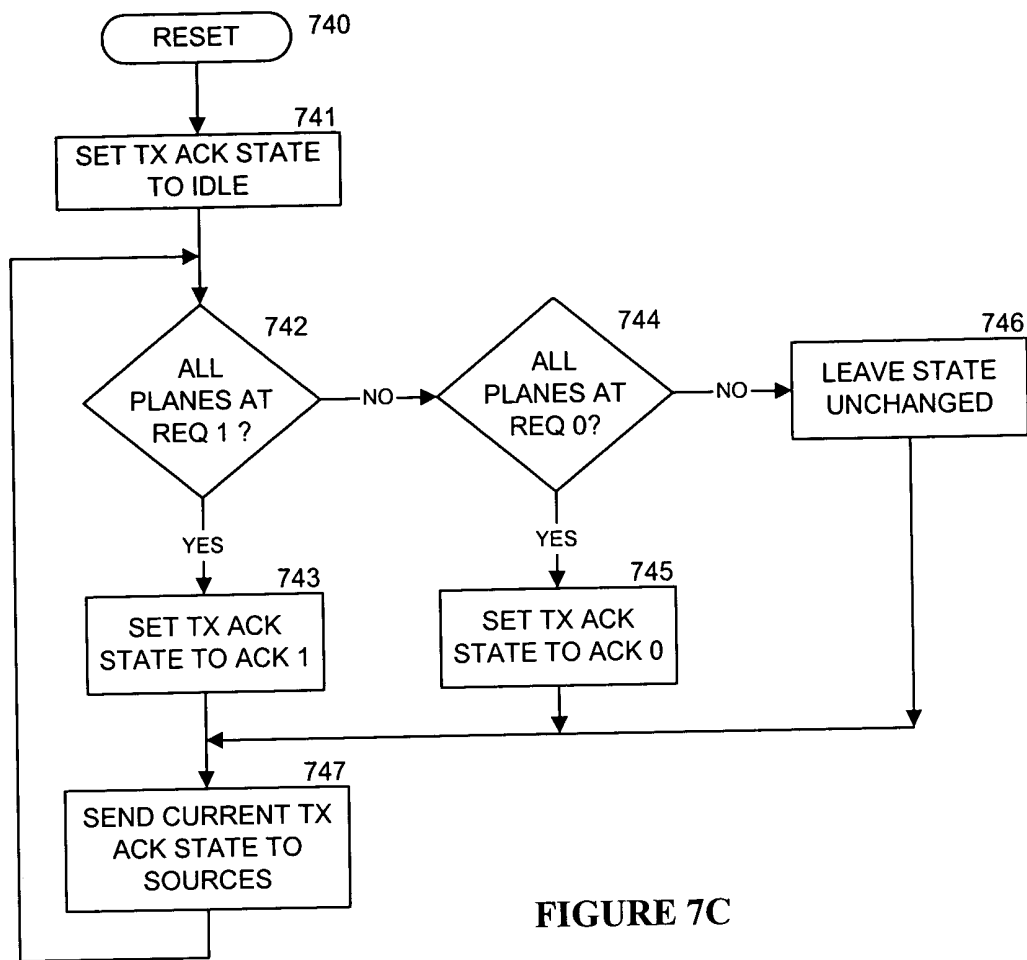 RESET
740
741
SET TX ACK STATE
TO IDLE
742
ALL
PLANES AT
REQ 1 ?
NO
744
ALL
PLANES AT
REQ 0?
NO
746
LEAVE STATE
UNCHANGED
YES
743
SET TX ACK
STATE TO ACK 1
YES
745
SET TX ACK
STATE TO ACK 0
747
SEND CURRENT TX
ACK STATE TO
SOURCES
FIGURE 7C